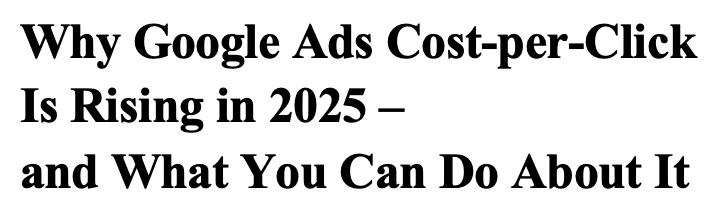 Why Google Ads Cost-per-Click
Is Rising in 2025 –
and What You Can Do About It